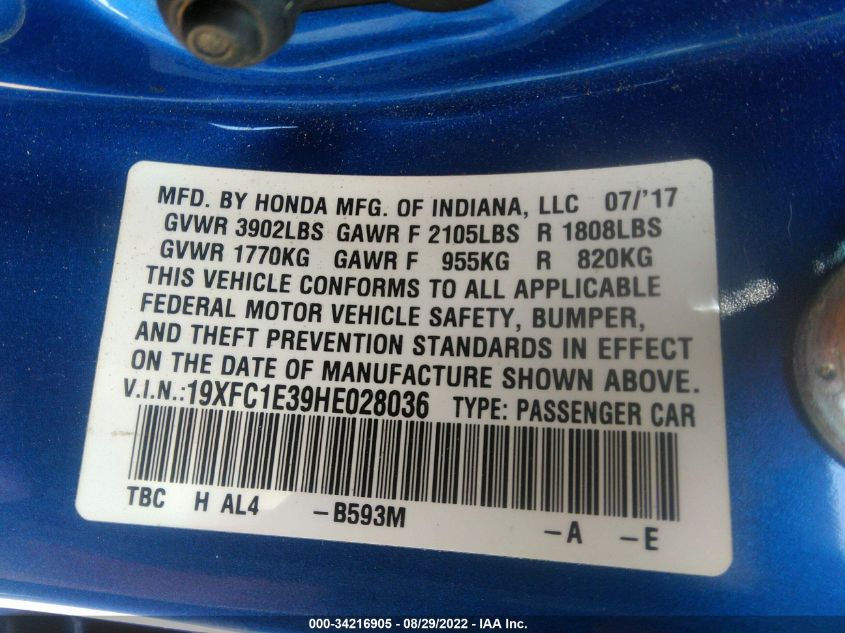 MFD. BY HONDA MFG. OF INDIANA, LLC 07/'17
GVWR 3902LBS GAWR F 2105LBS R 1808LBS
GVWR 1770KG GAWR F 955KG R 820KG
THIS VEHICLE CONFORMS TO ALL APPLICABLE
FEDERAL MOTOR VEHICLE SAFETY, BUMPER,
AND THEFT PREVENTION STANDARDS IN EFFECT
ON THE DATE OF MANUFACTURE SHOWN ABOVE.
V.I.N.:19XFC1E39HE028036 TYPE: PASSENGER CAR
TBC H AL4 -B593M -A -E
000-34216905 - 08/29/2022 - IAA Inc.